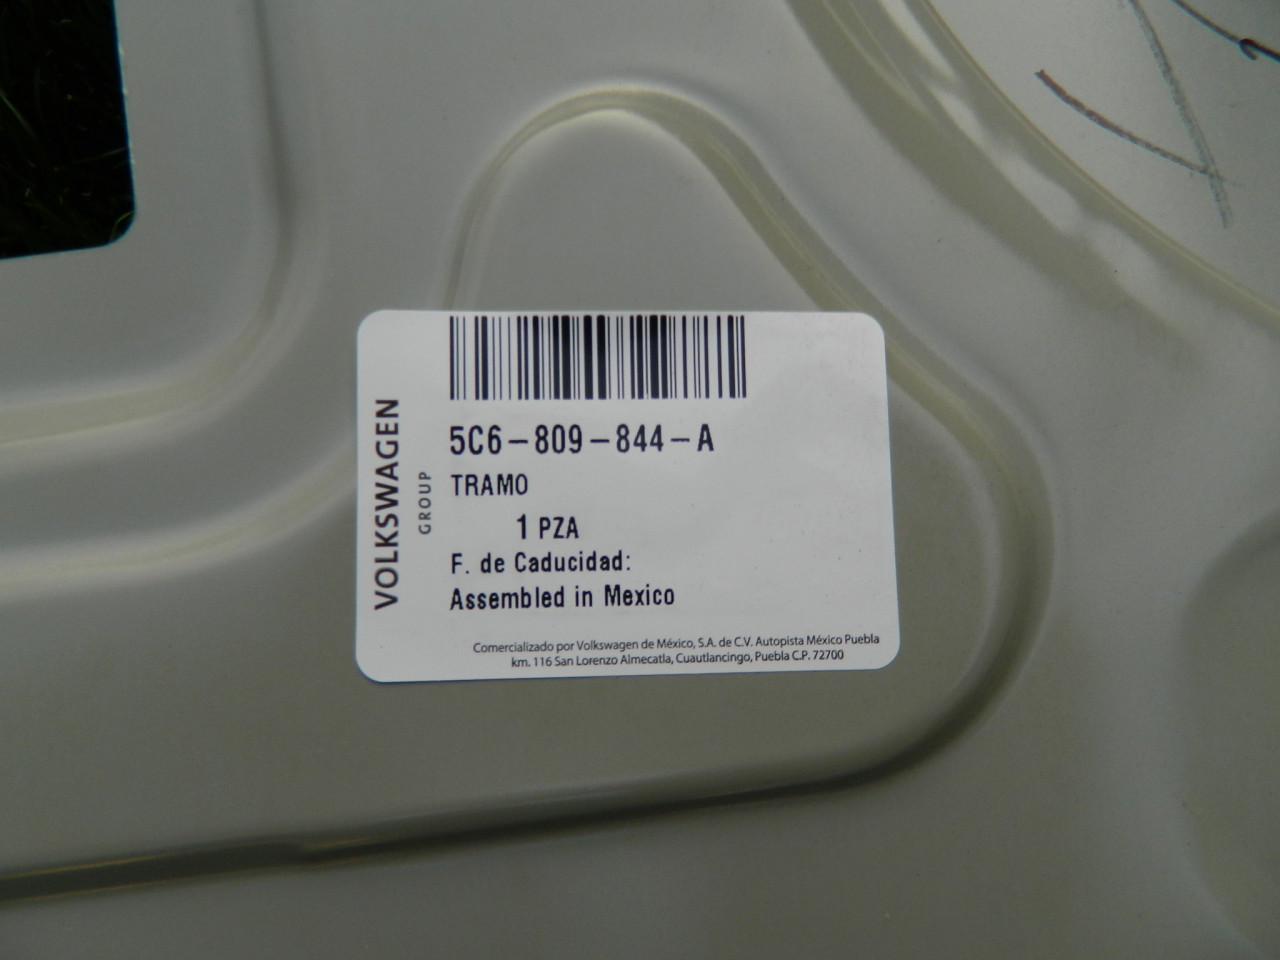 VOLKSWAGEN
GROUP
5C6-809-844-A
TRAMO
1 PZA
F. de Caducidad:
Assembled in Mexico
Comercializado por Volkswagen de México, S.A. de C.V. Autopista México Puebla
km. 116 San Lorenzo Almecatla, Cuautlancingo, Puebla C.P. 72700